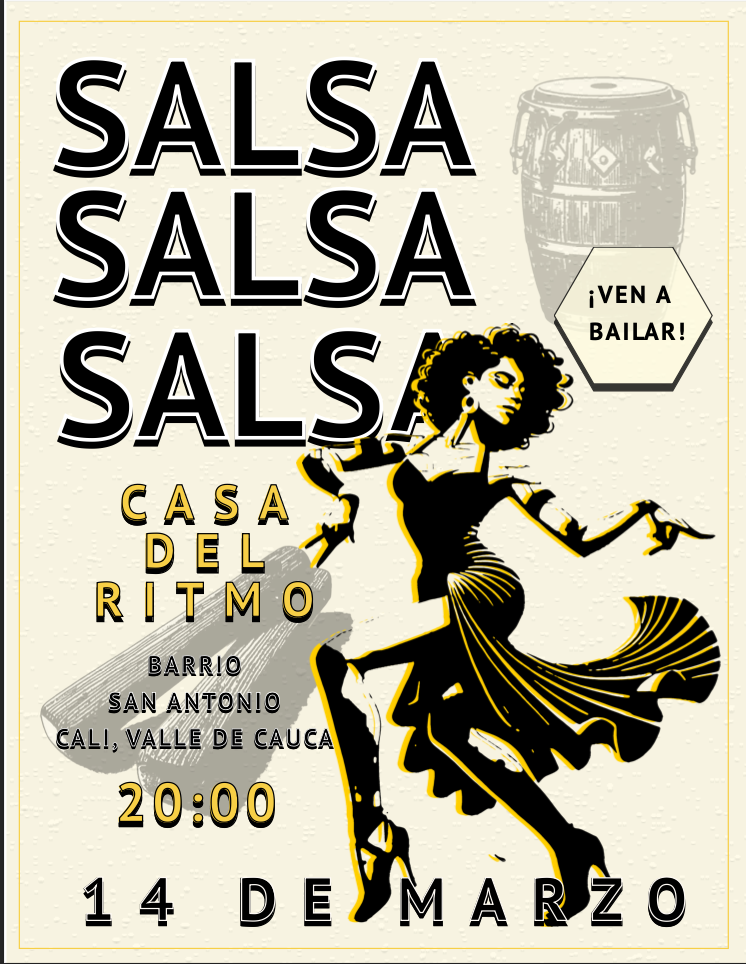 SALSA
SALSA
SALSA
¡VEN A
BAILAR!
CASA
DEL
RITMO
BARRIO
SAN ANTONIO
CALI, VALLE DE CAUCA
20:00
14 DE MARZO